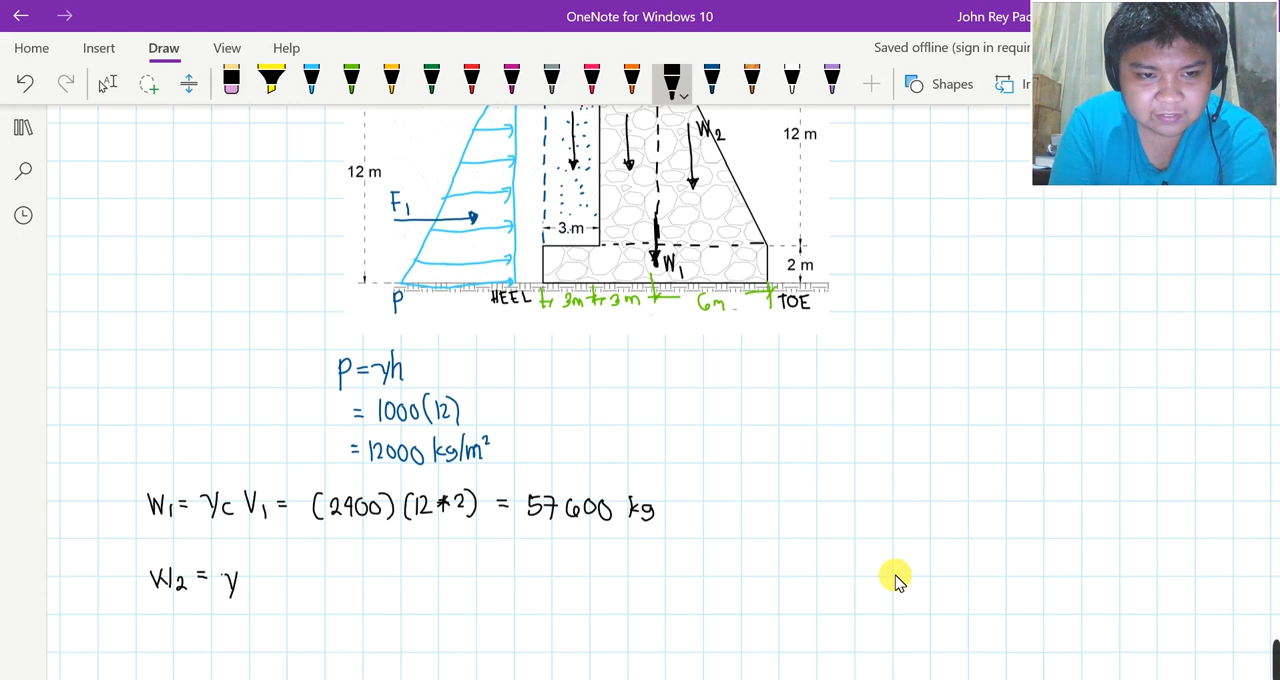 OneNote for Windows 10
John Rey Pac
Home Insert Draw View Help
Saved offline (sign in requir
Shapes
In
12 m
12 m
W2
F1
3 m
W1
2 m
P
HEEL
3m
3m
6m
TOE
P = γh
= 1000(12)
= 12000 kg/m²
W1 = γc V1 = (2400)(12*2) = 57600 kg
W2 = γ